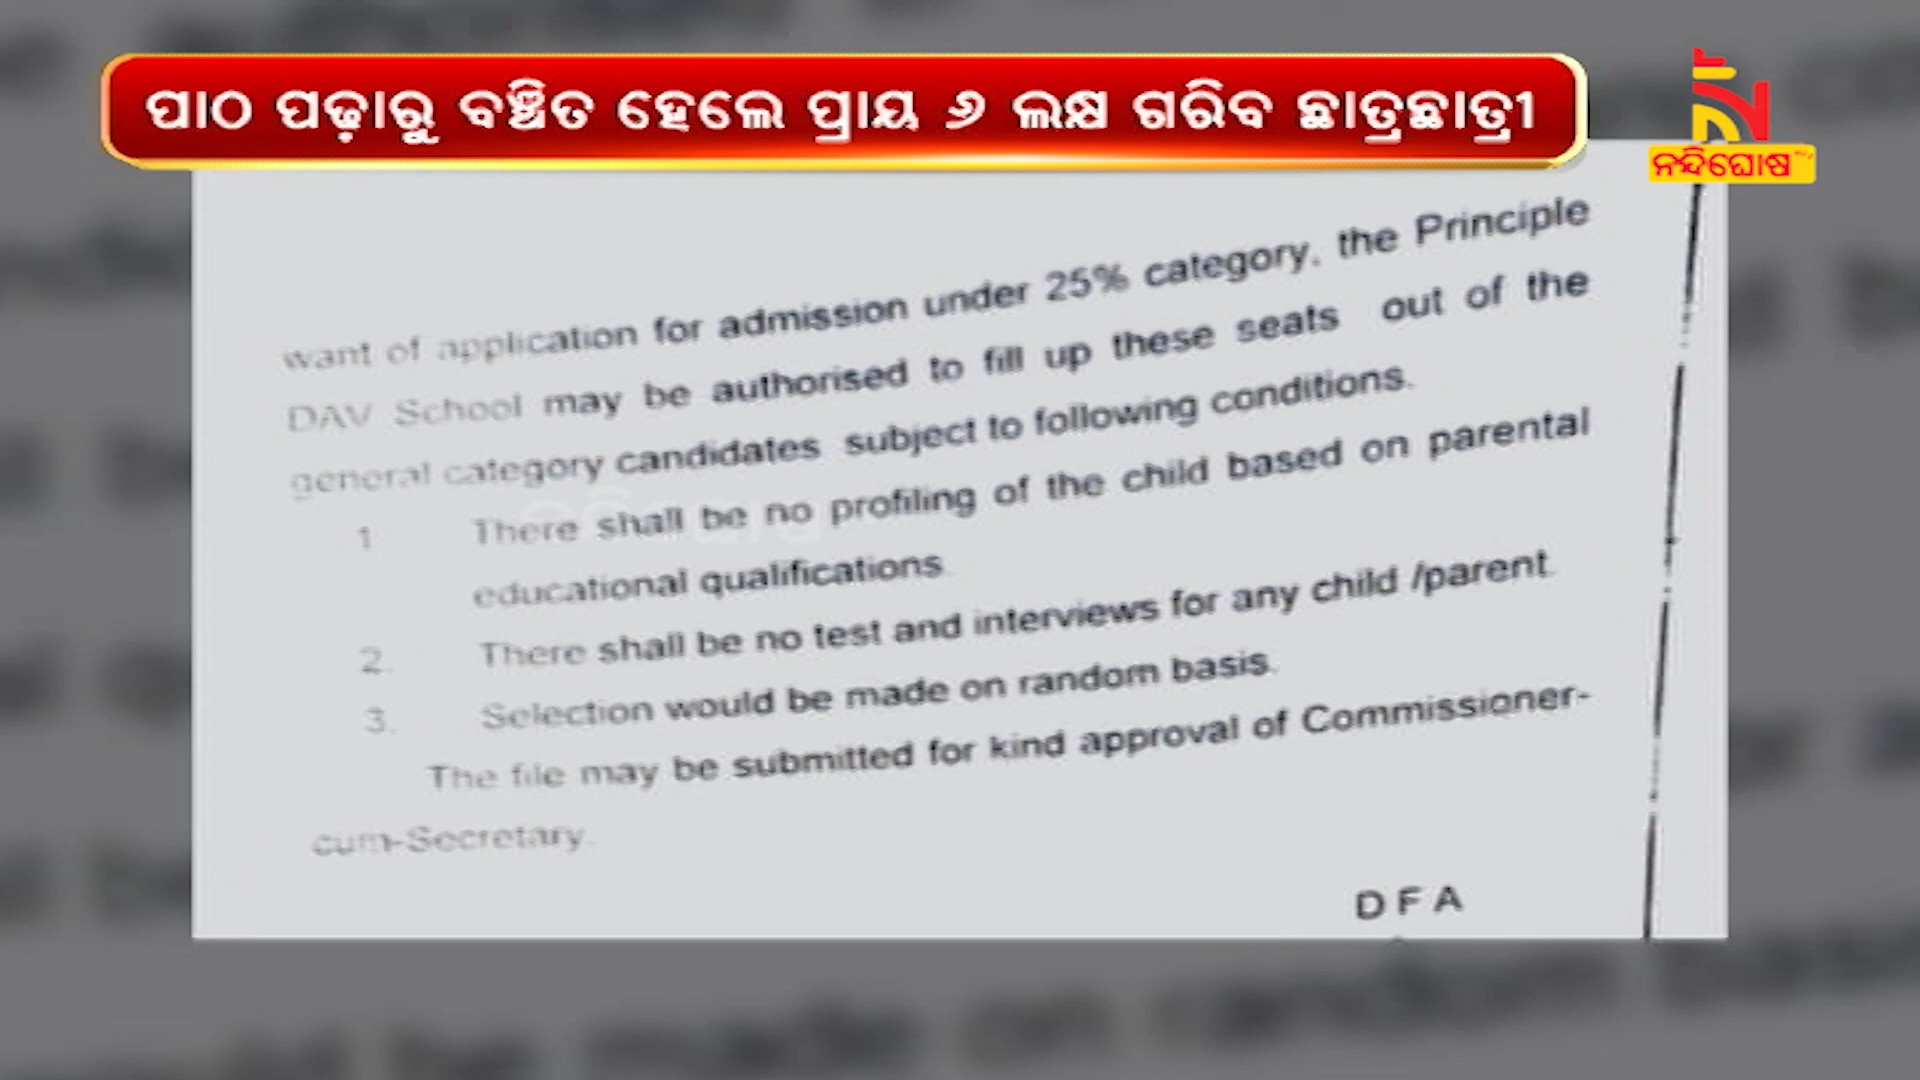 ପାଠ ପଢ଼ାରୁ ବଞ୍ଚିତ ହେଲେ ପ୍ରାୟ ୬ ଲକ୍ଷ ଗରିବ ଛାତ୍ରଛାତ୍ରୀ
ନନ୍ଦିଘୋଷ
want of application for admission under 25% category, the Principle
DAV School may be authorised to fill up these seats out of the
general category candidates subject to following conditions.
1 There shall be no profiling of the child based on parental
educational qualifications.
2. There shall be no test and interviews for any child /parent.
3. Selection would be made on random basis.
The file may be submitted for kind approval of Commissioner-
cum-Secretary.
D F A